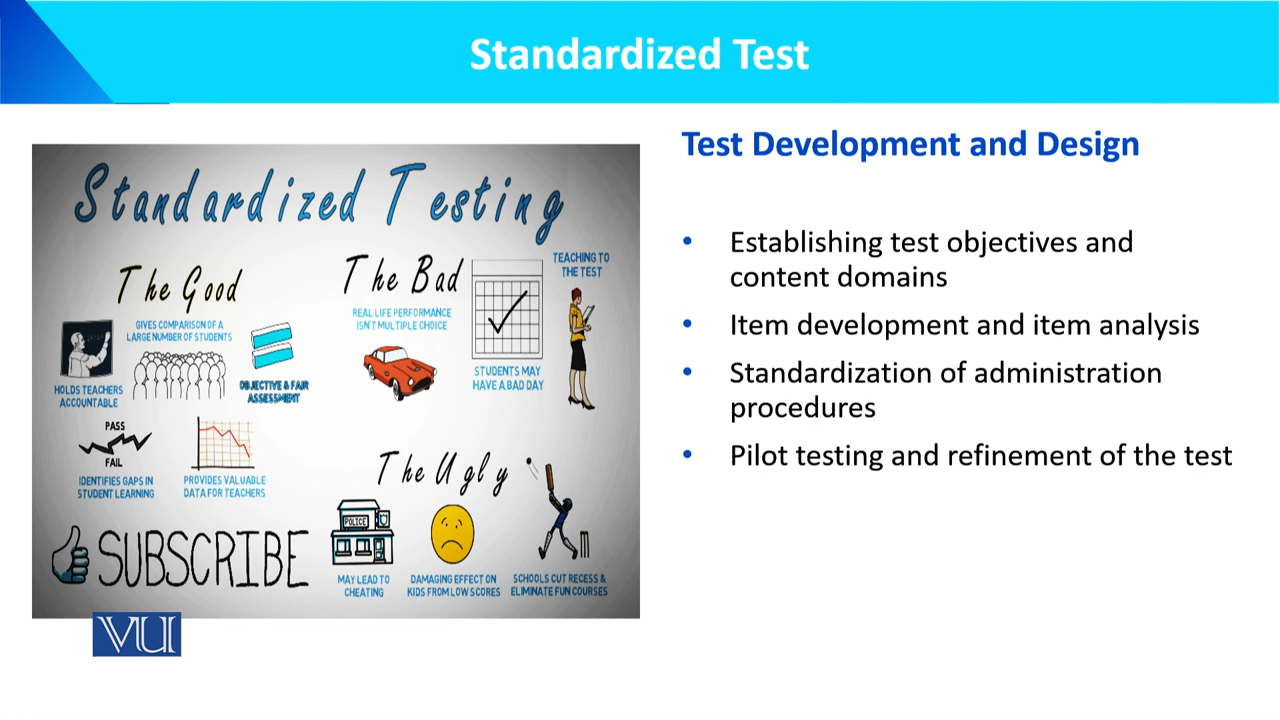 Standardized Test
Standardized Testing
The Good
GIVES COMPARISON OF A
LARGE NUMBER OF STUDENTS
HOLDS TEACHERS
ACCOUNTABLE
OBJECTIVE & FAIR
ASSESSMENT
PASS
FAIL
IDENTIFIES GAPS IN
STUDENT LEARNING
PROVIDES VALUABLE
DATA FOR TEACHERS
The Bad
REAL LIFE PERFORMANCE
ISN'T MULTIPLE CHOICE
STUDENTS MAY
HAVE A BAD DAY
TEACHING TO
THE TEST
The Ugly
POLICE
MAY LEAD TO
CHEATING
DAMAGING EFFECT ON
KIDS FROM LOW SCORES
SCHOOLS CUT RECESS &
ELIMINATE FUN COURSES
SUBSCRIBE
VU
Test Development and Design
• Establishing test objectives and
content domains
• Item development and item analysis
• Standardization of administration
procedures
• Pilot testing and refinement of the test